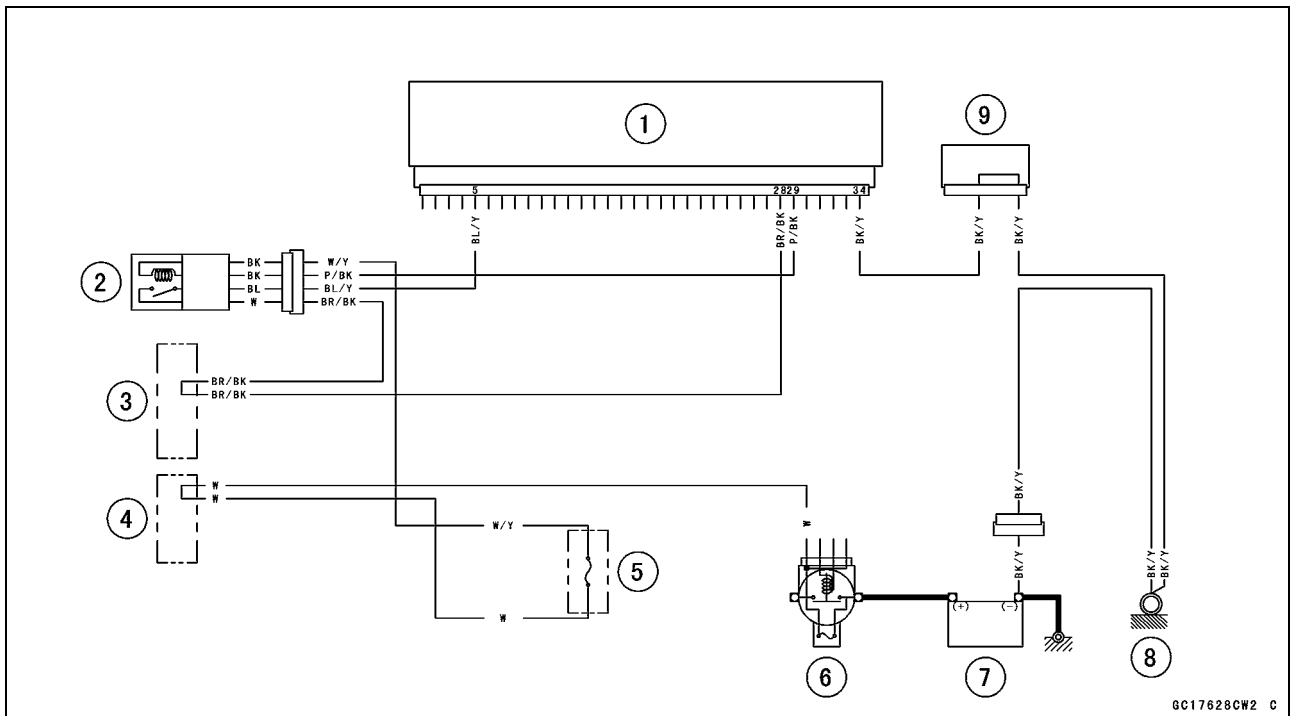 1
9
5
2829
34
BL/Y
BR/BK
P/BK
BK/Y
BK/Y
BK/Y
2
BK
W/Y
BK
P/BK
BL
BL/Y
W
BR/BK
3
BR/BK
BR/BK
4
W
W
W/Y
W
5
W
BK/Y
BK/Y
BK/Y
BK/Y
(+)
(-)
6
7
8
GC17628CW2 C